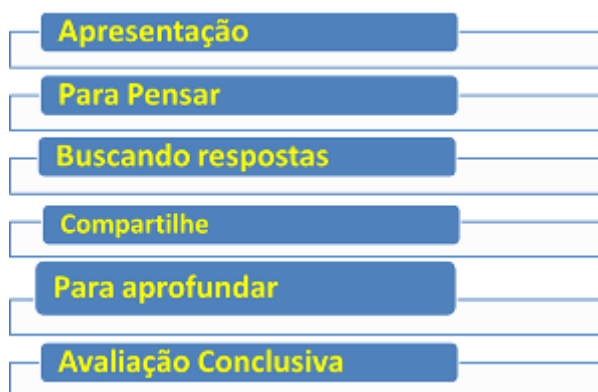 Apresentação
Para Pensar
Buscando respostas
Compartilhe
Para aprofundar
Avaliação Conclusiva